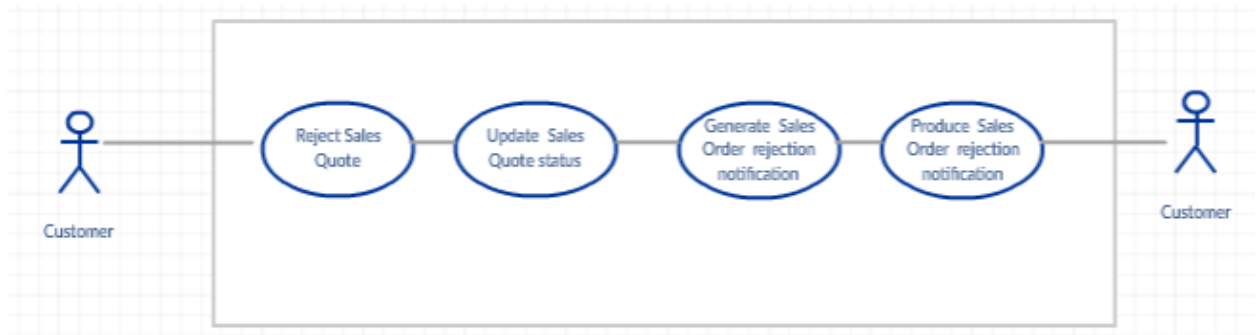 Reject Sales
Quote
Update Sales
Quote status
Generate Sales
Order rejection
notification
Produce Sales
Order rejection
notification
Customer
Customer